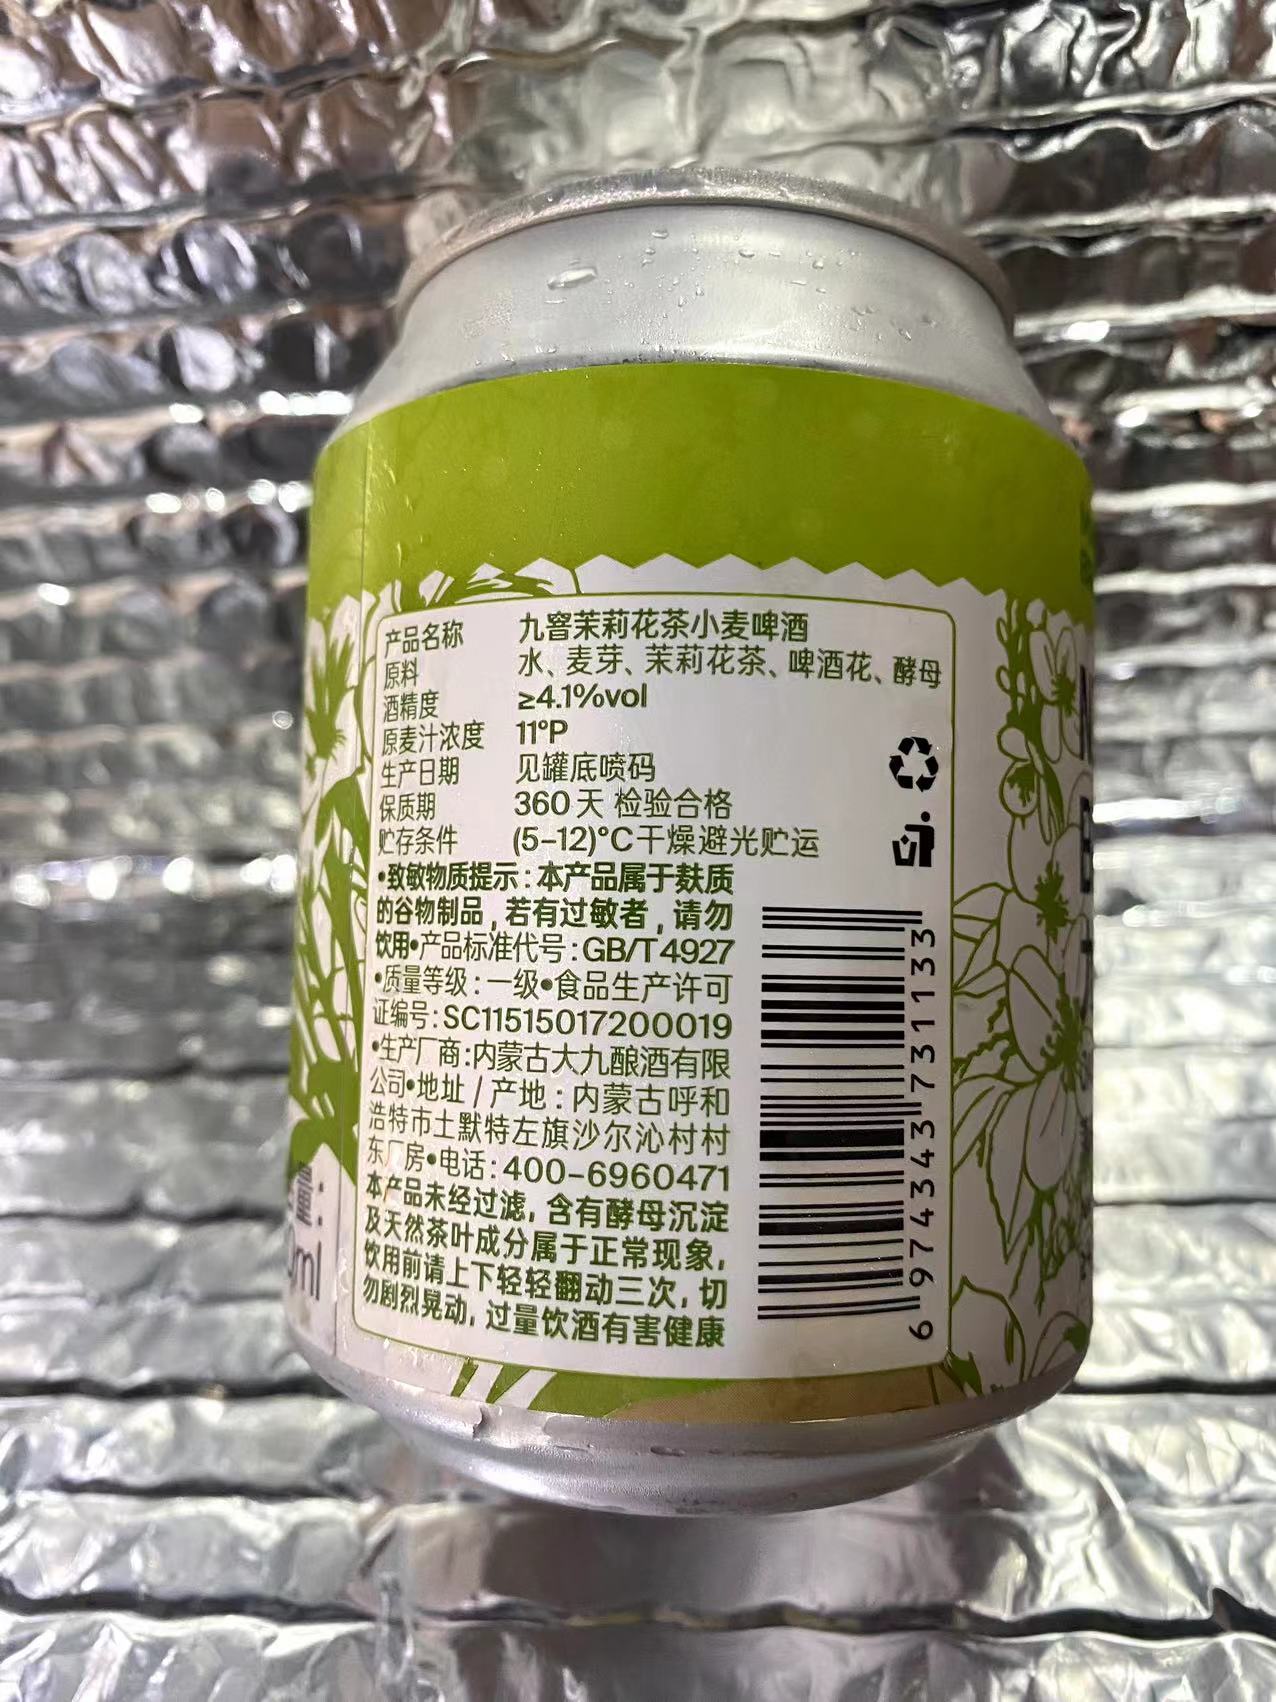 产品名称 九窖茉莉花茶小麦啤酒
原料 水、麦芽、茉莉花茶、啤酒花、酵母
酒精度 ≥4.1%vol
原麦汁浓度 11°P
生产日期 见罐底喷码
保质期 360天 检验合格
贮存条件 (5-12)°C干燥避光贮运
•致敏物质提示:本产品属于麸质
的谷物制品,若有过敏者,请勿
饮用•产品标准代号:GB/T4927
•质量等级:一级•食品生产许可
证编号:SC11515017200019
•生产厂商:内蒙古大九酿酒有限
公司•地址/产地:内蒙古呼和
浩特市土默特左旗沙尔沁村村
东厂房•电话:400-6960471
本产品未经过滤,含有酵母沉淀
及天然茶叶成分属于正常现象,
饮用前请上下轻轻翻动三次,切
勿剧烈晃动,过量饮酒有害健康
6974343731133
量:
ml